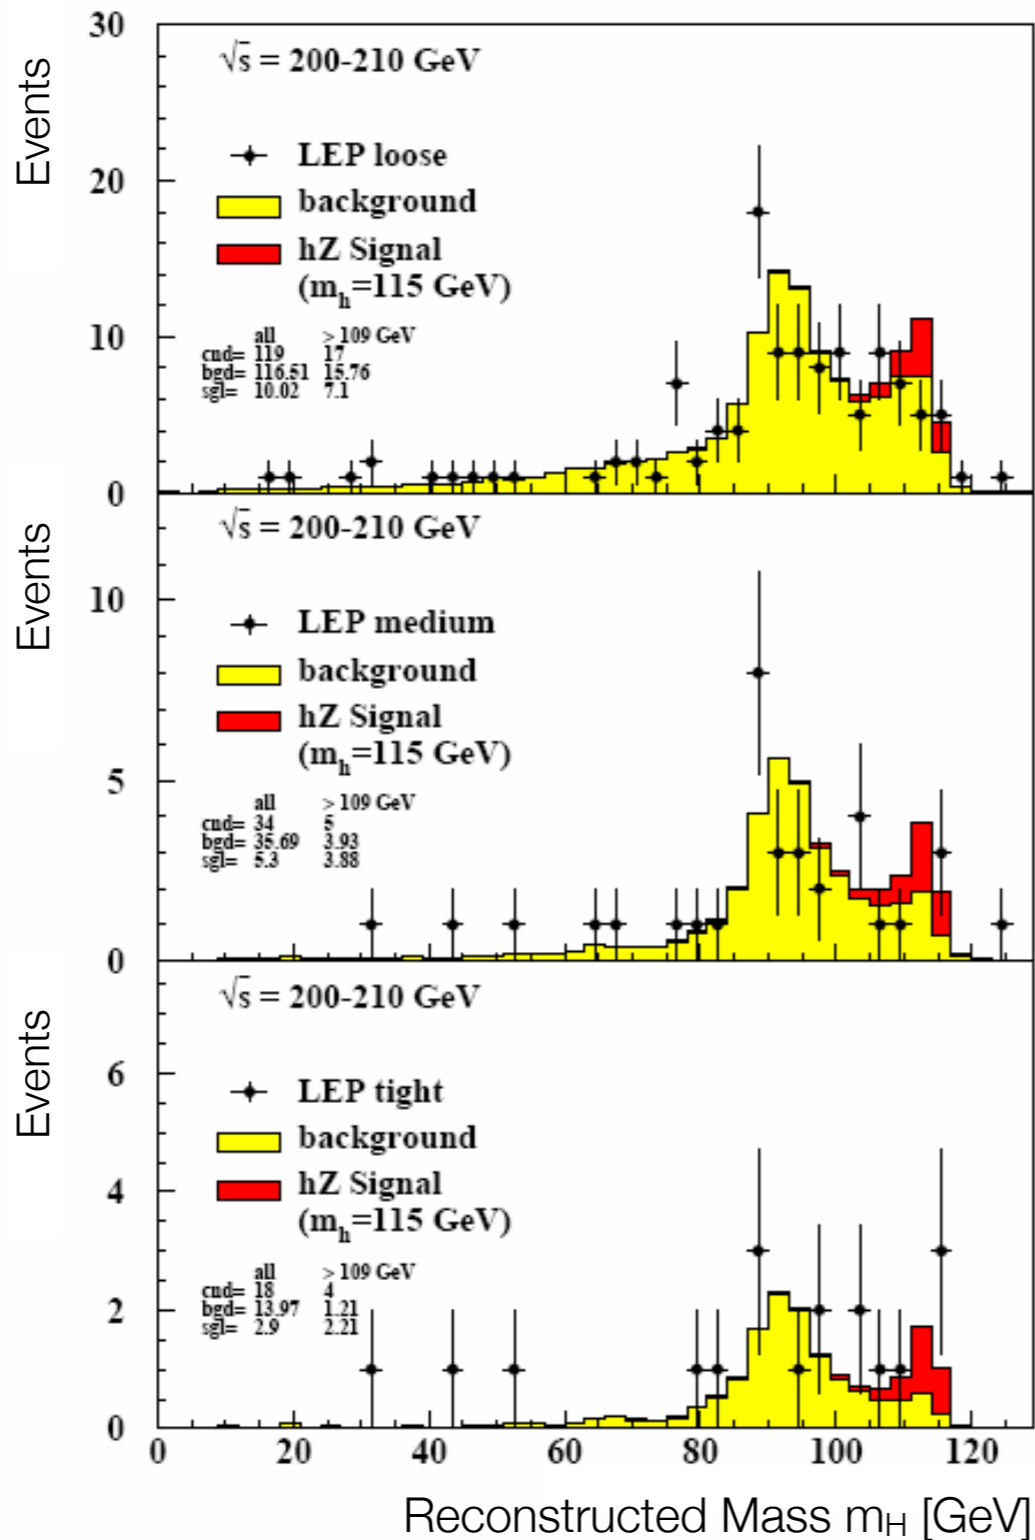 30
Events
√s = 200-210 GeV
LEP loose
20
background
hZ Signal
(mh=115 GeV)
10
all > 109 GeV
cnd= 119 17
bgd= 116.51 15.76
sgl= 10.02 7.1
0
Events
√s = 200-210 GeV
10
LEP medium
background
hZ Signal
(mh=115 GeV)
5
all > 109 GeV
cnd= 34 5
bgd= 35.69 3.93
sgl= 5.3 3.88
0
Events
√s = 200-210 GeV
6
LEP tight
background
4
hZ Signal
(mh=115 GeV)
all > 109 GeV
cnd= 18 4
2
bgd= 13.97 1.21
sgl= 2.9 2.21
0
0 20 40 60 80 100 120
Reconstructed Mass mH [GeV]